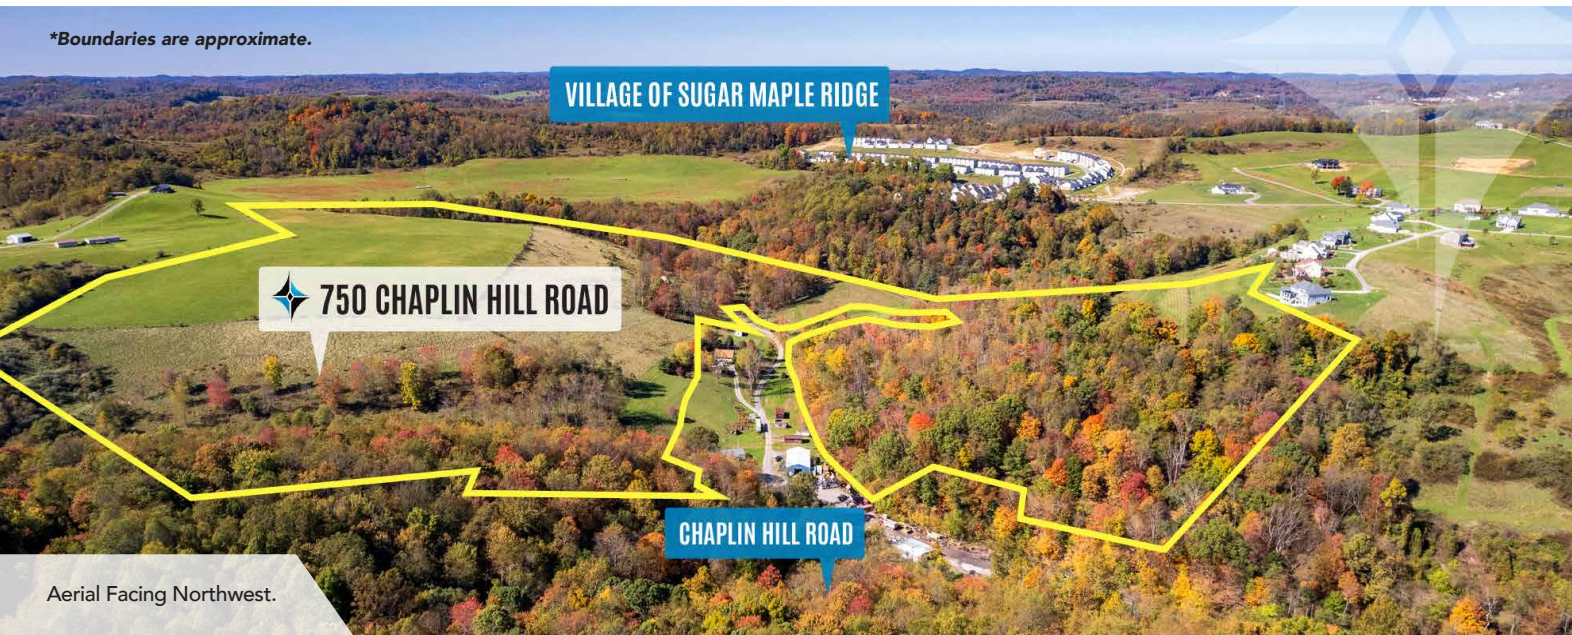 *Boundaries are approximate.
VILLAGE OF SUGAR MAPLE RIDGE
750 CHAPLIN HILL ROAD
CHAPLIN HILL ROAD
Aerial Facing Northwest.